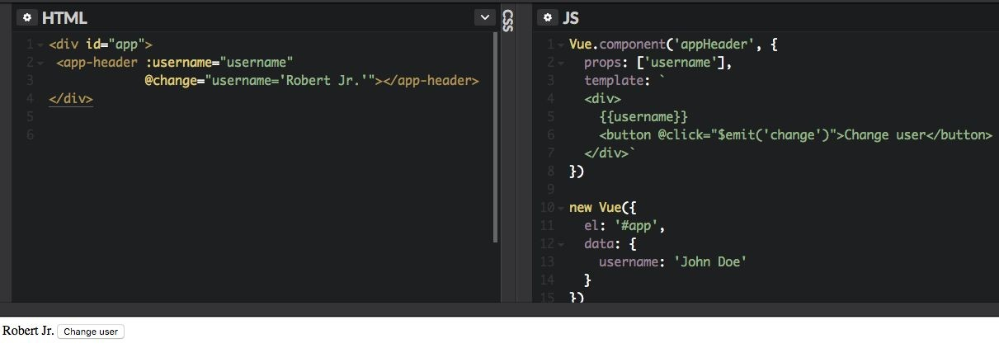 HTML
1 <div id="app">
2 <app-header :username="username"
3 @change="username='Robert Jr.'"></app-header>
4 </div>
5
6
CSS
JS
1 Vue.component('appHeader', {
2 props: ['username'],
3 template: `
4 <div>
5 {{username}}
6 <button @click="$emit('change')">Change user</button>
7 </div>`
8 })
9
10 new Vue({
11 el: '#app',
12 data: {
13 username: 'John Doe'
14 }
15 })
Robert Jr. Change user